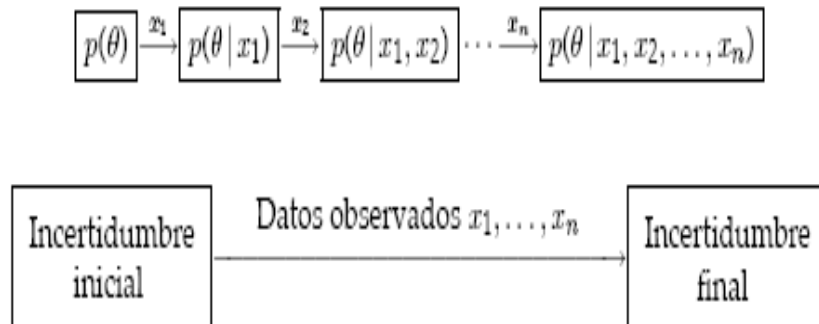 p(θ) x₁ p(θ | x₁) x₂ p(θ | x₁, x₂) ⋯ xₙ p(θ | x₁, x₂, …, xₙ)
Datos observados x₁, …, xₙ
Incertidumbre
inicial
Incertidumbre
final